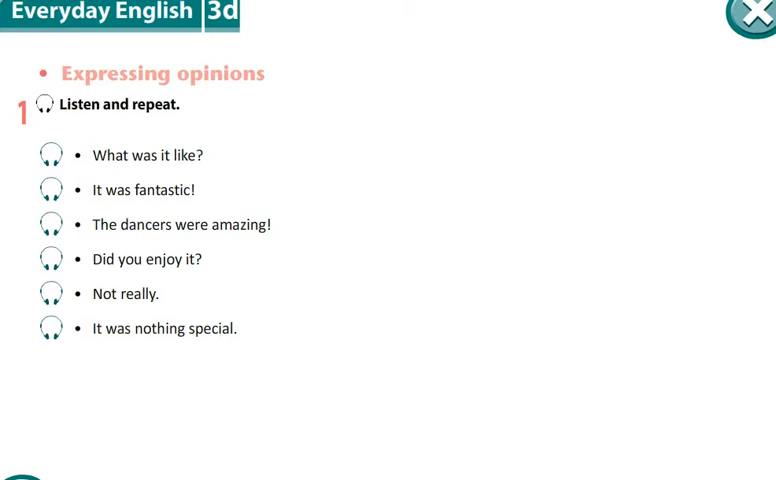 Everyday English 3d
• Expressing opinions
1 Listen and repeat.
• What was it like?
• It was fantastic!
• The dancers were amazing!
• Did you enjoy it?
• Not really.
• It was nothing special.